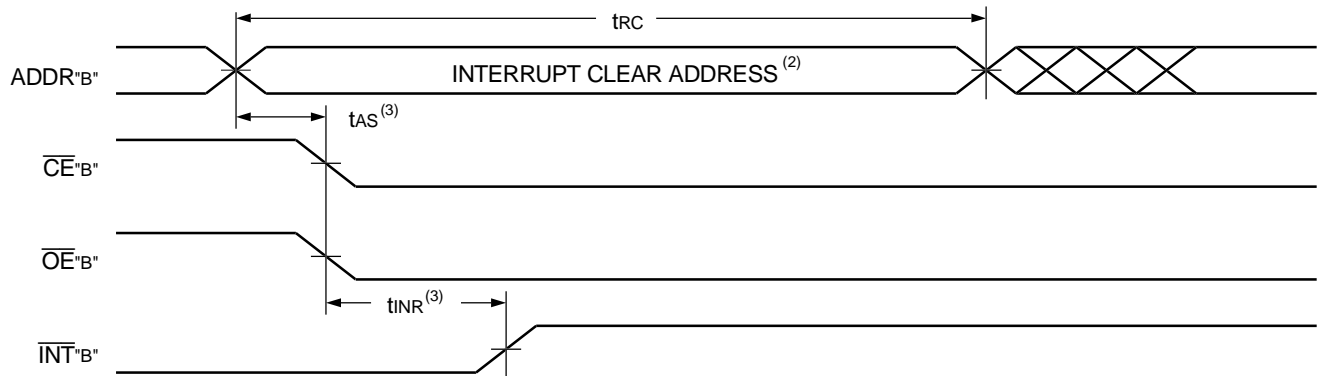 tRC
ADDR"B"
INTERRUPT CLEAR ADDRESS(2)
tAS(3)
CE"B"
OE"B"
tINR(3)
INT"B"